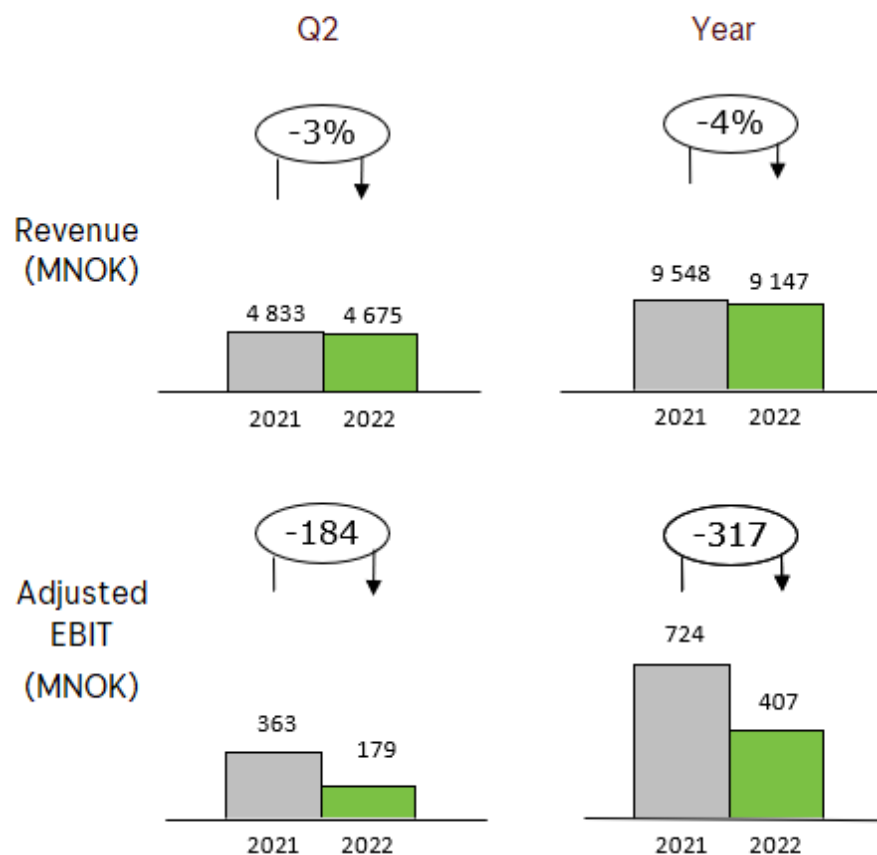 Q2
Year
-3%
-4%
Revenue
(MNOK)
4 833
4 675
9 548
9 147
2021
2022
2021
2022
-184
-317
Adjusted
EBIT
(MNOK)
363
179
724
407
2021
2022
2021
2022